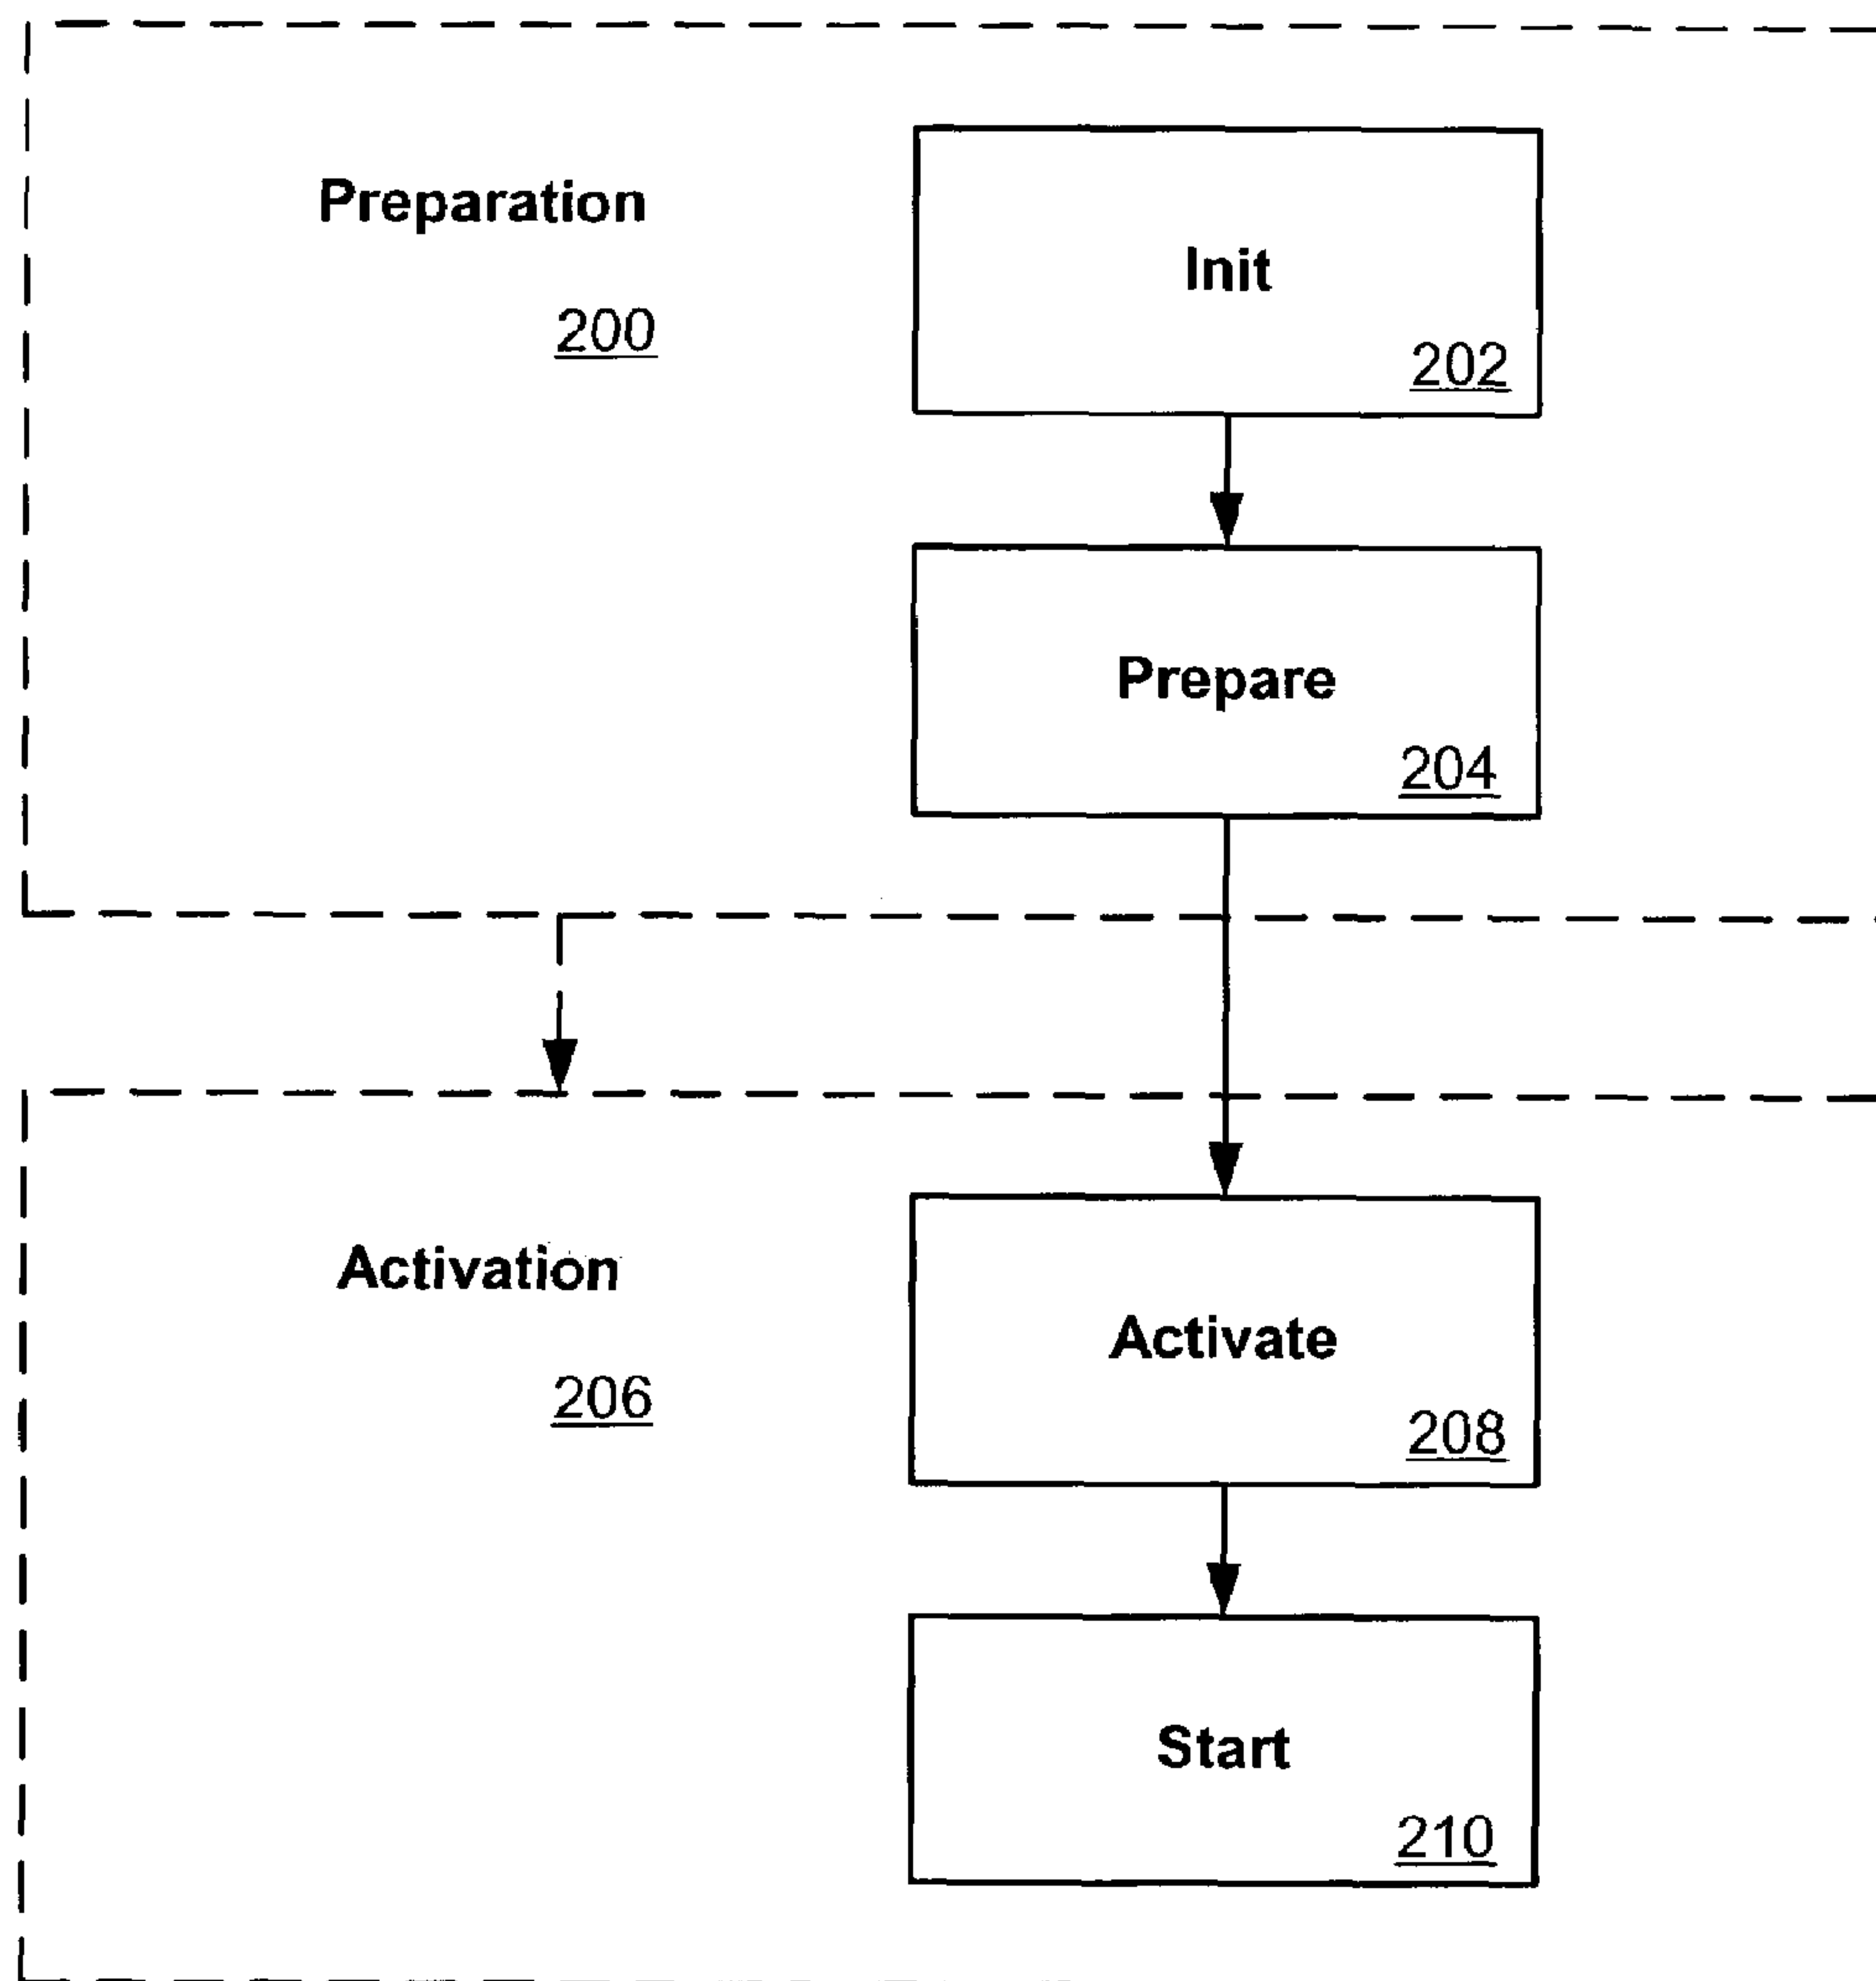 Preparation
200
Init
202
Prepare
204
Activation
206
Activate
208
Start
210